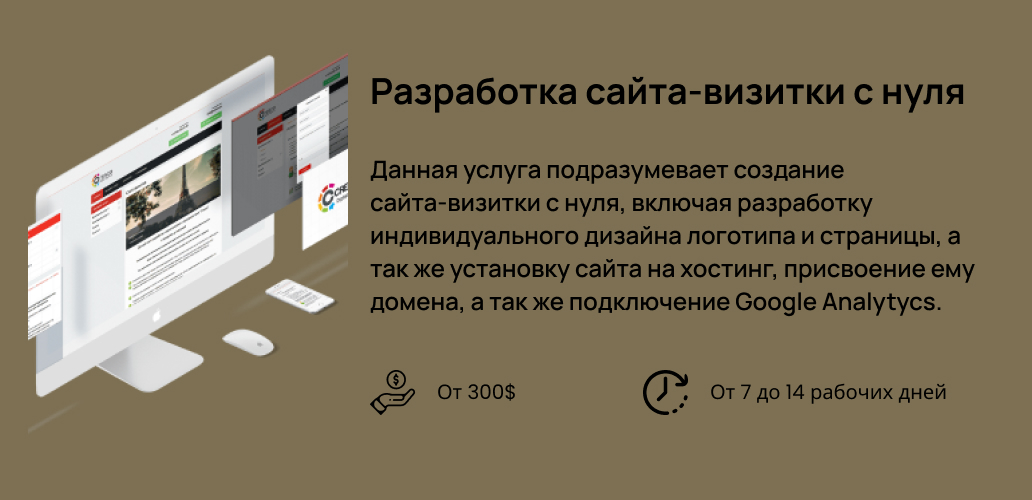 Разработка сайта-визитки с нуля
Данная услуга подразумевает создание
сайта-визитки с нуля, включая разработку
индивидуального дизайна логотипа и страницы, а
так же установку сайта на хостинг, присвоение ему
домена, а так же подключение Google Analytycs.
От 300$
От 7 до 14 рабочих дней